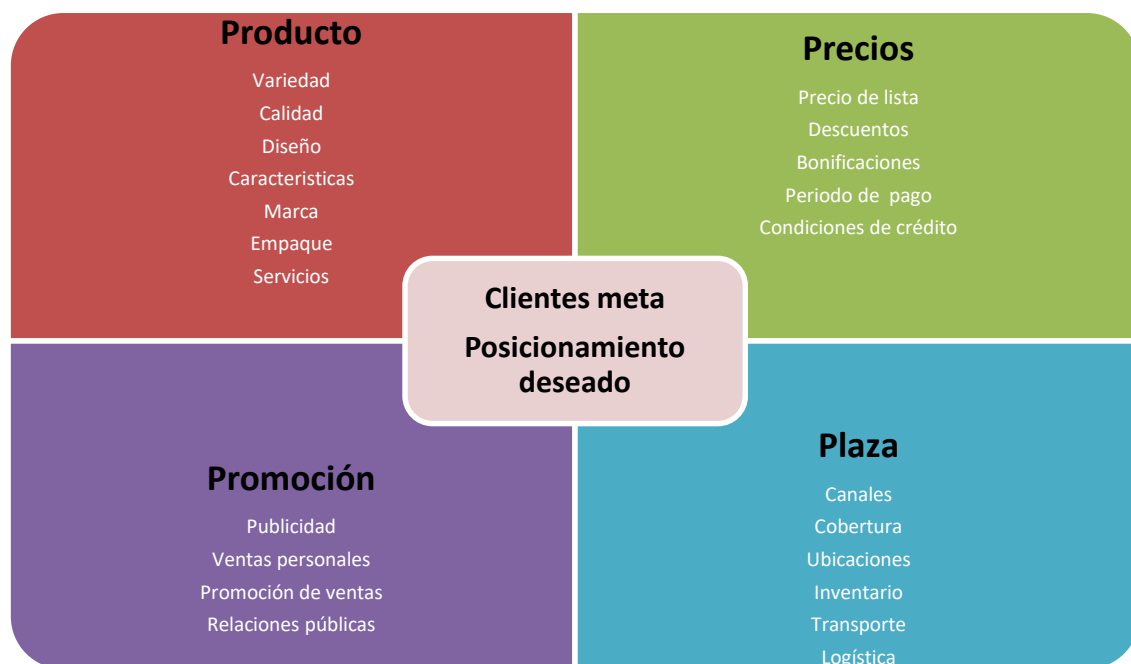 Producto
Variedad
Calidad
Diseño
Caracteristicas
Marca
Empaque
Servicios
Precios
Precio de lista
Descuentos
Bonificaciones
Periodo de  pago
Condiciones de crédito
Clientes meta
Posicionamiento
deseado
Promoción
Publicidad
Ventas personales
Promoción de ventas
Relaciones públicas
Plaza
Canales
Cobertura
Ubicaciones
Inventario
Transporte
Logística